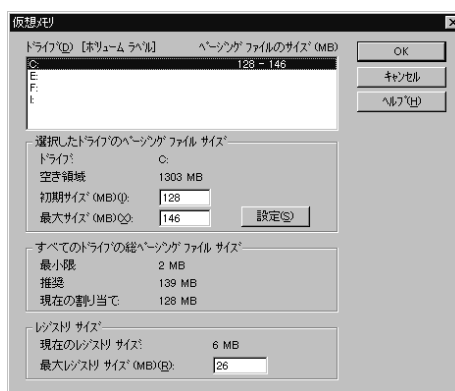 仮想ﾒﾓﾘ
ﾄﾞﾗｲﾌﾞ(D) [ﾎﾞﾘｭｰﾑ ﾗﾍﾞﾙ] ﾍﾟｰｼﾞﾝｸﾞ ﾌｧｲﾙのｻｲｽﾞ(MB)
C: 128 - 146
E:
F:
I:
OK
ｷｬﾝｾﾙ
ﾍﾙﾌﾟ(H)
選択したﾄﾞﾗｲﾌﾞのﾍﾟｰｼﾞﾝｸﾞ ﾌｧｲﾙ ｻｲｽﾞ
ﾄﾞﾗｲﾌﾞ: C:
空き領域 1303 MB
初期ｻｲｽﾞ(MB)(I): 128
最大ｻｲｽﾞ(MB)(X): 146 設定(S)
すべてのﾄﾞﾗｲﾌﾞの総ﾍﾟｰｼﾞﾝｸﾞ ﾌｧｲﾙ ｻｲｽﾞ
最小限 2 MB
推奨 139 MB
現在の割り当て: 128 MB
ﾚｼﾞｽﾄﾘ ｻｲｽﾞ
現在のﾚｼﾞｽﾄﾘ ｻｲｽﾞ: 6 MB
最大ﾚｼﾞｽﾄﾘ ｻｲｽﾞ(MB)(R): 26